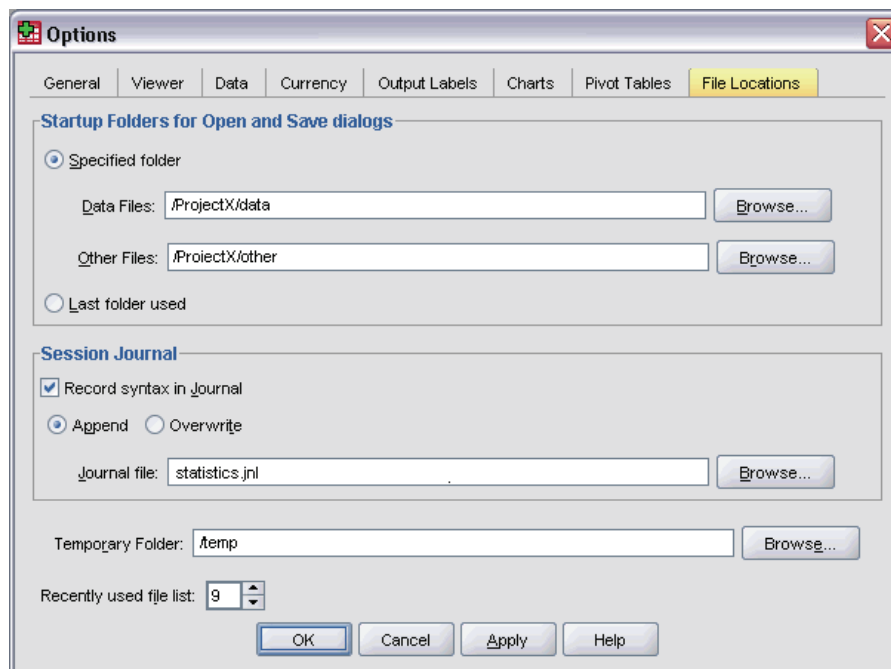 Options
General Viewer Data Currency Output Labels Charts Pivot Tables File Locations
Startup Folders for Open and Save dialogs
Specified folder
Data Files: /ProjectX/data Browse...
Other Files: /ProjectX/other Browse...
Last folder used
Session Journal
Record syntax in Journal
Append Overwrite
Journal file: statistics.jnl Browse...
Temporary Folder: /temp Browse...
Recently used file list: 9
OK Cancel Apply Help